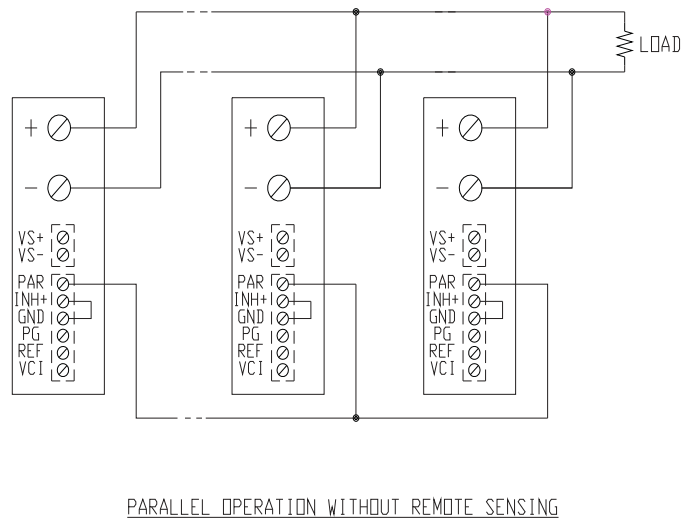 LOAD
+ + +
- - -
VS+ VS+ VS+
VS- VS- VS-
PAR PAR PAR
INH+ INH+ INH+
GND GND GND
PG PG PG
REF REF REF
VCI VCI VCI
PARALLEL OPERATION WITHOUT REMOTE SENSING